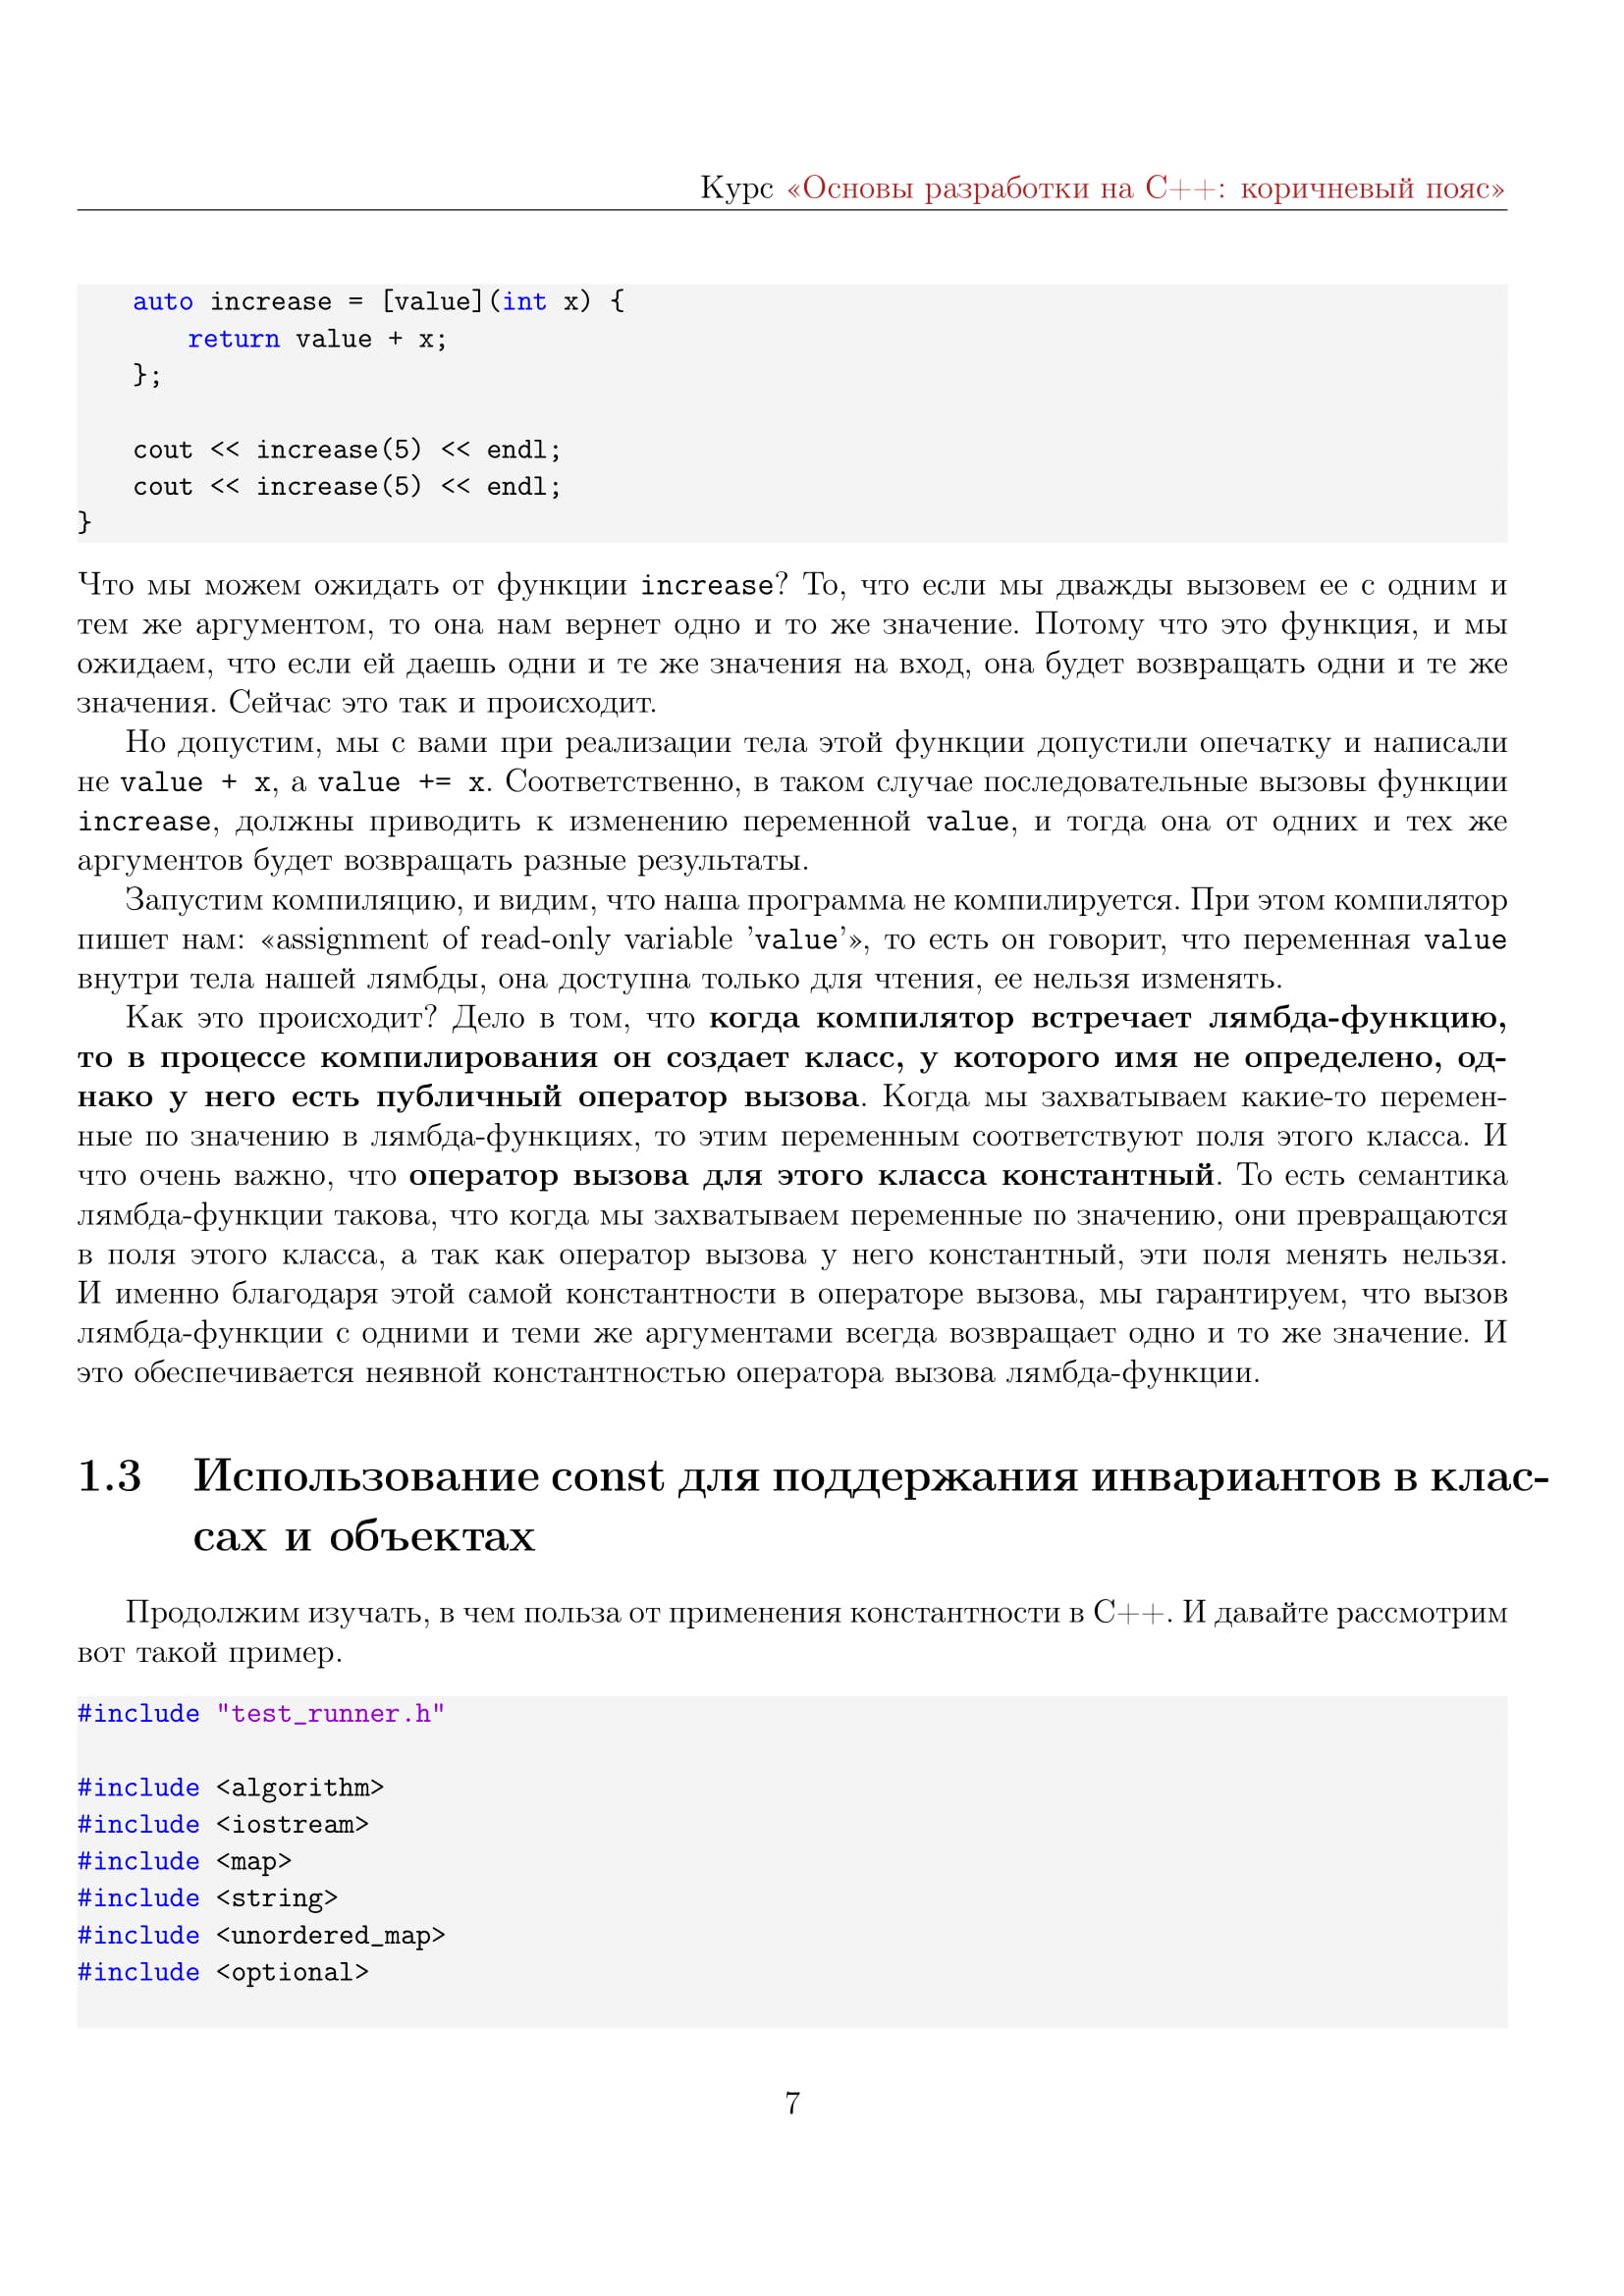 Курс «Основы разработки на C++: коричневый пояс»
auto increase = [value](int x) {
return value + x;
};
cout << increase(5) << endl;
cout << increase(5) << endl;
}
Что мы можем ожидать от функции increase? То, что если мы дважды вызовем ее с одним и
тем же аргументом, то она нам вернет одно и то же значение. Потому что это функция, и мы
ожидаем, что если ей даешь одни и те же значения на вход, она будет возвращать одни и те же
значения. Сейчас это так и происходит.
Но допустим, мы с вами при реализации тела этой функции допустили опечатку и написали
не value + x, а value += x. Соответственно, в таком случае последовательные вызовы функции
increase, должны приводить к изменению переменной value, и тогда она от одних и тех же
аргументов будет возвращать разные результаты.
Запустим компиляцию, и видим, что наша программа не компилируется. При этом компилятор
пишет нам: «assignment of read-only variable ’value’», то есть он говорит, что переменная value
внутри тела нашей лямбды, она доступна только для чтения, ее нельзя изменять.
Как это происходит? Дело в том, что когда компилятор встречает лямбда-функцию,
то в процессе компилирования он создает класс, у которого имя не определено, од-
нако у него есть публичный оператор вызова. Когда мы захватываем какие-то перемен-
ные по значению в лямбда-функциях, то этим переменным соответствуют поля этого класса. И
что очень важно, что оператор вызова для этого класса константный. То есть семантика
лямбда-функции такова, что когда мы захватываем переменные по значению, они превращаются
в поля этого класса, а так как оператор вызова у него константный, эти поля менять нельзя.
И именно благодаря этой самой константности в операторе вызова, мы гарантируем, что вызов
лямбда-функции с одними и теми же аргументами всегда возвращает одно и то же значение. И
это обеспечивается неявной константностью оператора вызова лямбда-функции.
1.3 Использование const для поддержания инвариантов в клас-
сах и объектах
Продолжим изучать, в чем польза от применения константности в C++. И давайте рассмотрим
вот такой пример.
#include "test_runner.h"
#include <algorithm>
#include <iostream>
#include <map>
#include <string>
#include <unordered_map>
#include <optional>
7